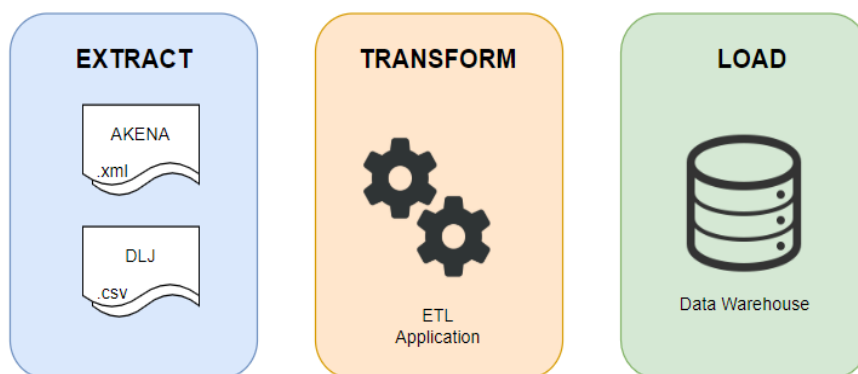 EXTRACT
AKENA
.xml
DLJ
.csv
TRANSFORM
ETL
Application
LOAD
Data Warehouse